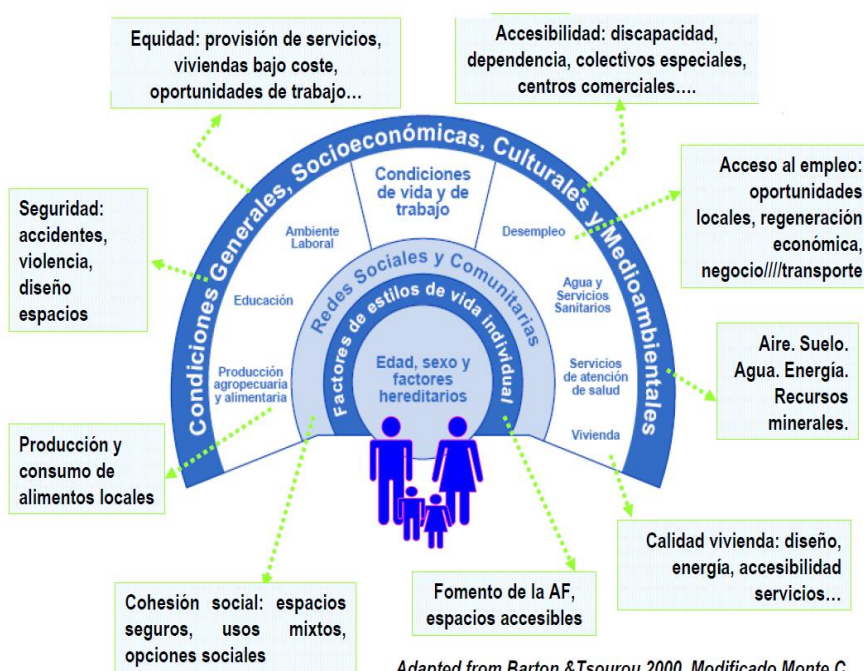 Equidad: provisión de servicios,
viviendas bajo coste,
oportunidades de trabajo…
Accesibilidad: discapacidad,
dependencia, colectivos especiales,
centros comerciales….
Condiciones Generales, Socioeconómicas, Culturales y Medioambientales
Condiciones
de vida y de
trabajo
Acceso al empleo:
oportunidades
locales, regeneración
económica,
negocio////transporte
Seguridad:
accidentes,
violencia,
diseño
espacios
Ambiente
Laboral
Desempleo
Redes Sociales y Comunitarias
Educación
Agua y
Servicios
Sanitarios
Factores de estilos de vida individual
Edad, sexo y
factores
hereditarios
Producción
agropecuaria
y alimentaria
Servicios
de atención
de salud
Vivienda
Aire. Suelo.
Agua. Energía.
Recursos
minerales.
Producción y
consumo de
alimentos locales
Calidad vivienda: diseño,
energía, accesibilidad
servicios…
Cohesión social: espacios
seguros, usos mixtos,
opciones sociales
Fomento de la AF,
espacios accesibles
Adapted from Barton &Tsourou 2000. Modificado Monte C